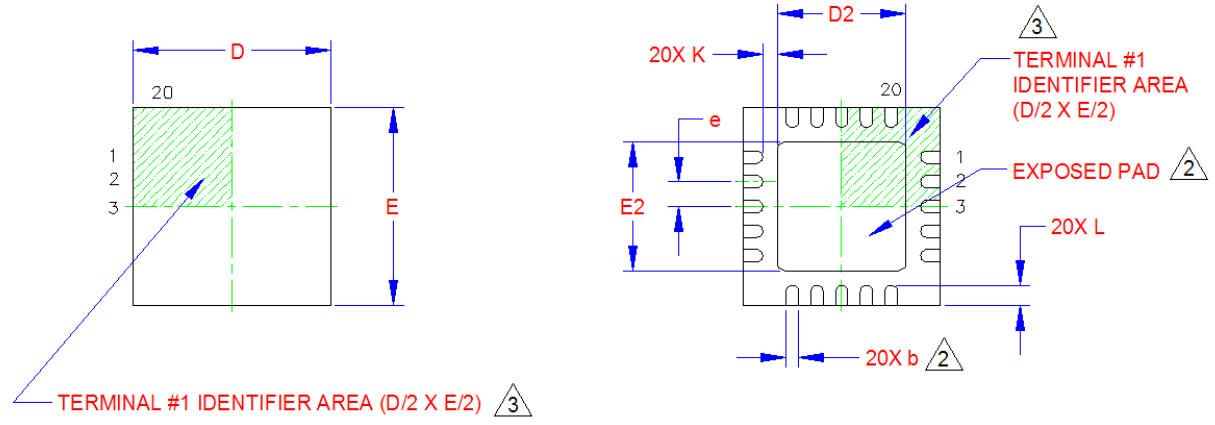 D
20
1
2
3
E
TERMINAL #1 IDENTIFIER AREA (D/2 X E/2) 3
D2
20X K
3
TERMINAL #1
IDENTIFIER AREA
(D/2 X E/2)
20
e
1
2
3
EXPOSED PAD 2
E2
20X L
20X b 2